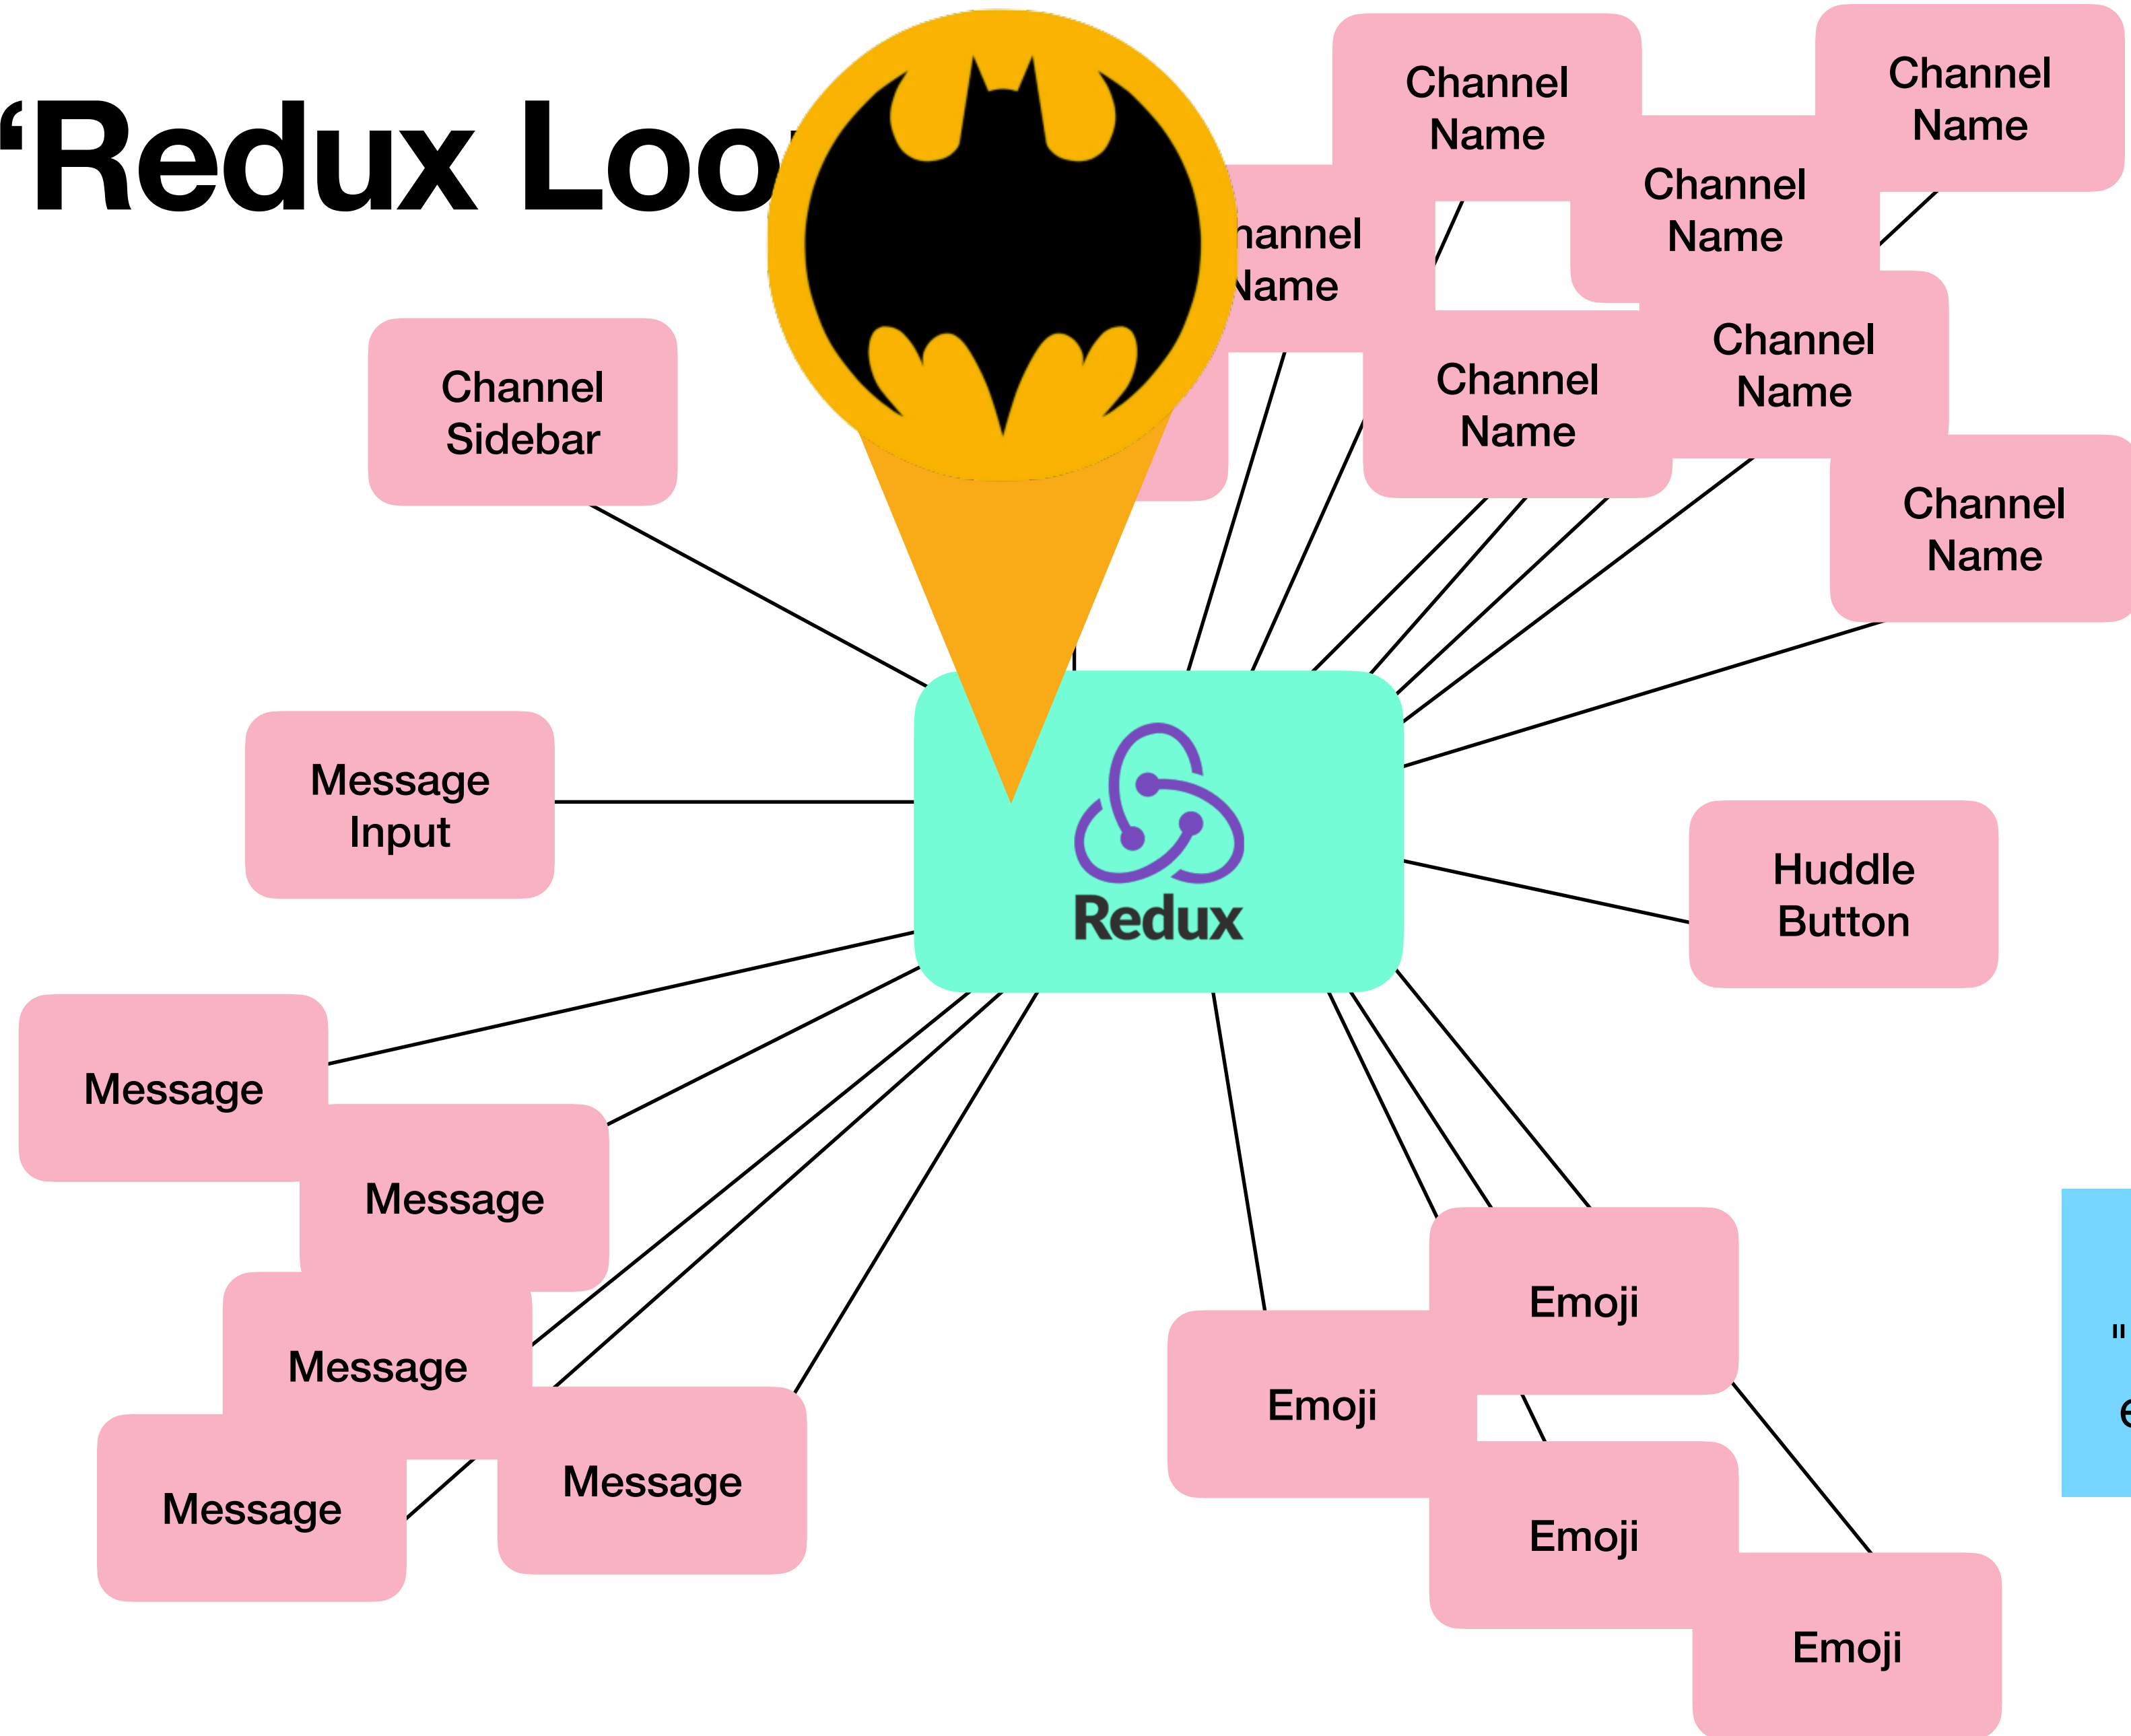 ‘Redux Loo
Channel
Name
Channel
Name
Channel
Name
Name
Channel
Name
Channel
Name
Channel
Sidebar
Channel
Name
Message
Input
Redux
Huddle
Button
Message
Message
Emoji
Message
Emoji
Message
Message
Emoji
Emoji